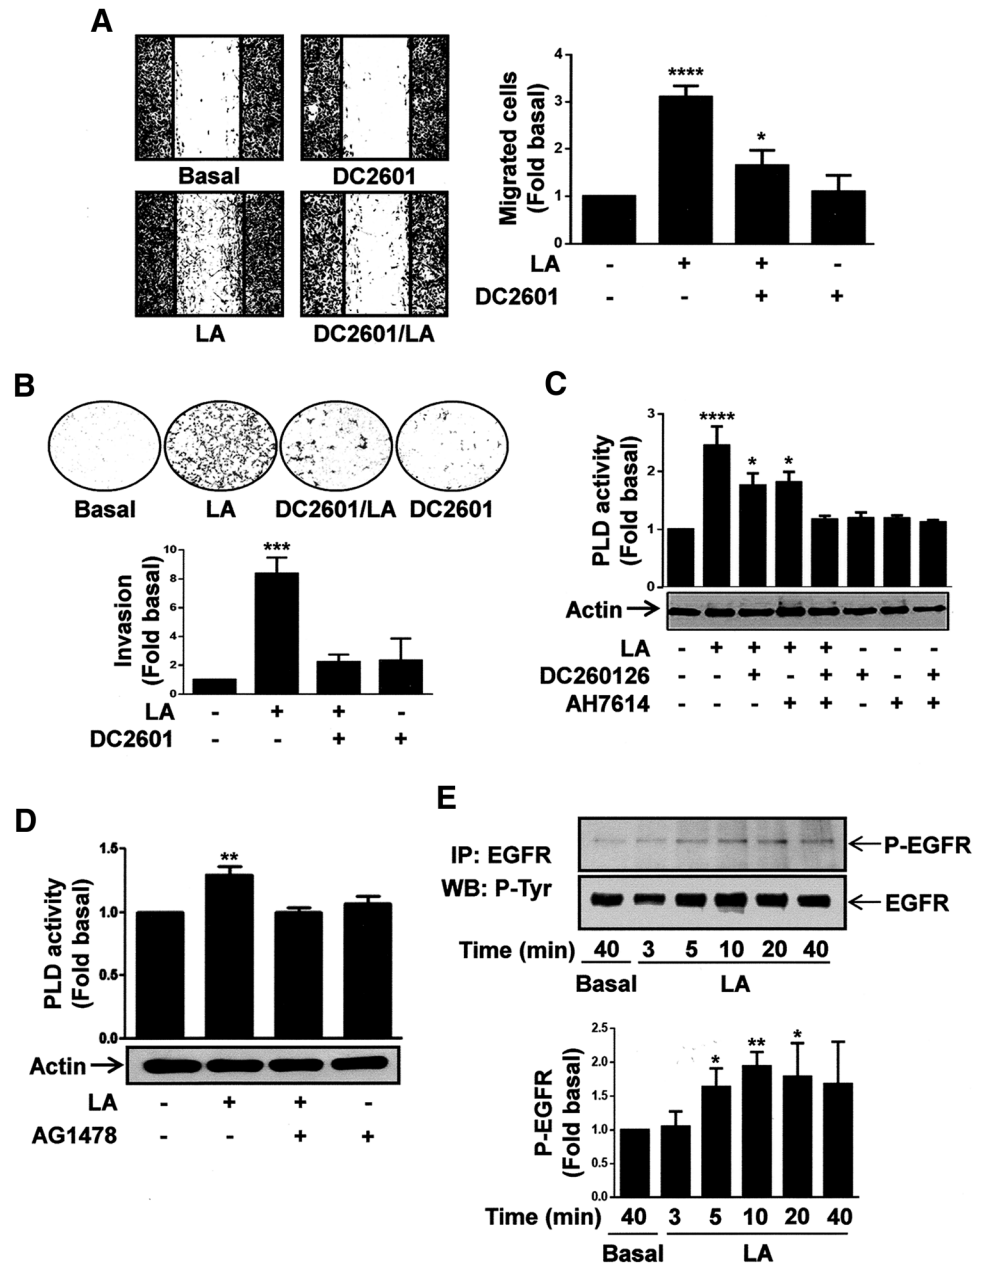 A
Basal
DC2601
LA
DC2601/LA
Migrated cells
(Fold basal)
4
3
2
1
0
****
*
LA - + + -
DC2601 - - + +
B
Basal LA DC2601/LA DC2601
Invasion
(Fold basal)
10
8
6
4
2
0
***
LA - + + -
DC2601 - - + +
C
PLD activity
(Fold basal)
3
2
1
0
****
* *
Actin
LA - + + + + - - -
DC260126 - - + - + + - +
AH7614 - - - + + - + +
D
PLD activity
(Fold basal)
1.5
1.0
0.5
0.0
**
Actin
LA - + + -
AG1478 - - + +
E
IP: EGFR
WB: P-Tyr
P-EGFR
EGFR
Time (min) 40 3 5 10 20 40
Basal LA
P-EGFR
(Fold basal)
2.5
2.0
1.5
1.0
0.5
0.0
* ** *
Time (min) 40 3 5 10 20 40
Basal LA